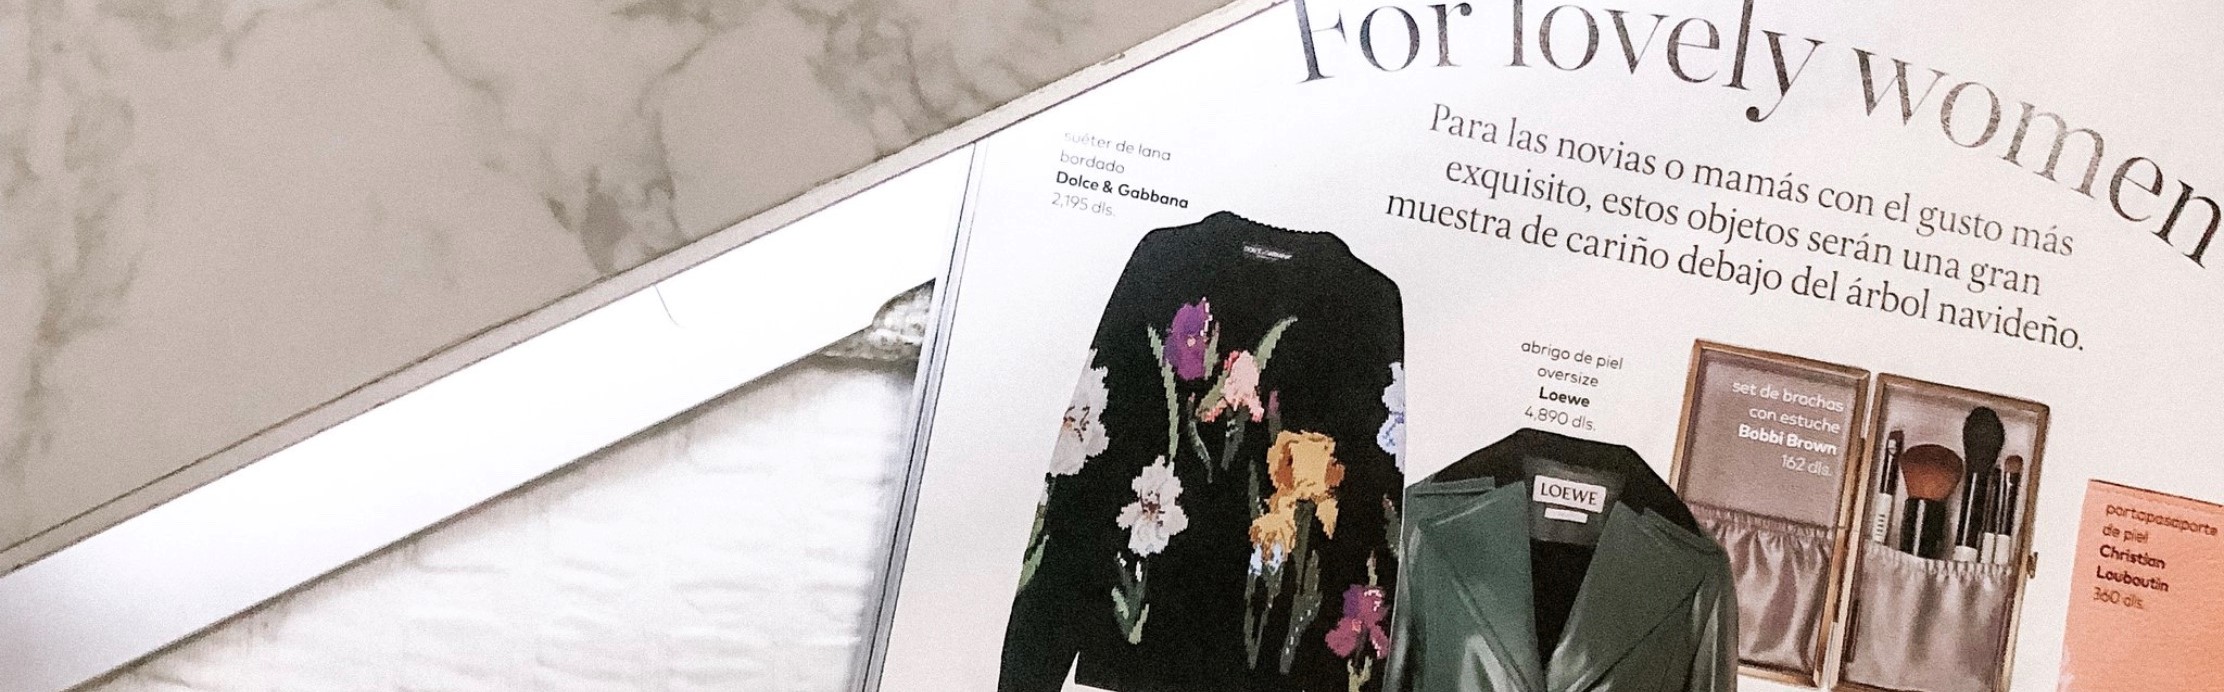 For lovely women
Para las novias o mamás con el gusto más
exquisito, estos objetos serán una gran
muestra de cariño debajo del árbol navideño.
suéter de lana
bordado
Dolce & Gabbana
2,195 dls.
abrigo de piel
oversize
Loewe
4,890 dls.
LOEWE
set de brochas
con estuche
Bobbi Brown
162 dls.
portapasaporte
de piel
Christian
Louboutin
360 dls.